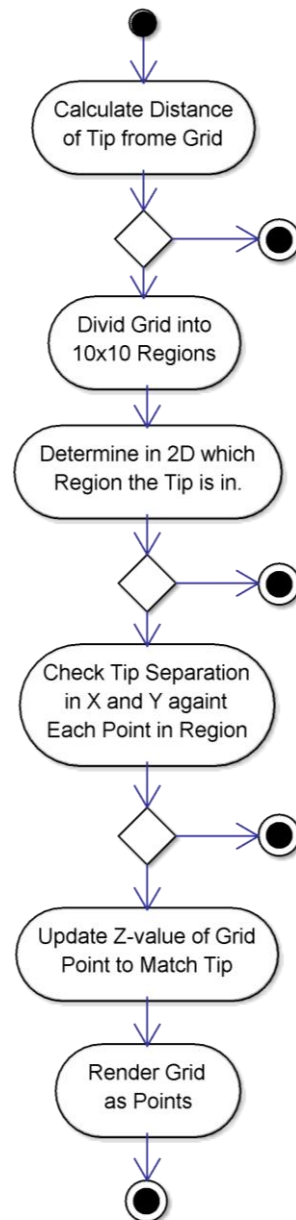 Calculate Distance
of Tip frome Grid
Divid Grid into
10x10 Regions
Determine in 2D which
Region the Tip is in.
Check Tip Separation
in X and Y againt
Each Point in Region
Update Z-value of Grid
Point to Match Tip
Render Grid
as Points